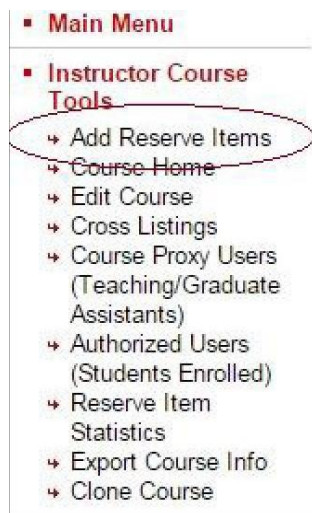 Main Menu
Instructor Course
Tools
Add Reserve Items
Course Home
Edit Course
Cross Listings
Course Proxy Users
(Teaching/Graduate
Assistants)
Authorized Users
(Students Enrolled)
Reserve Item
Statistics
Export Course Info
Clone Course